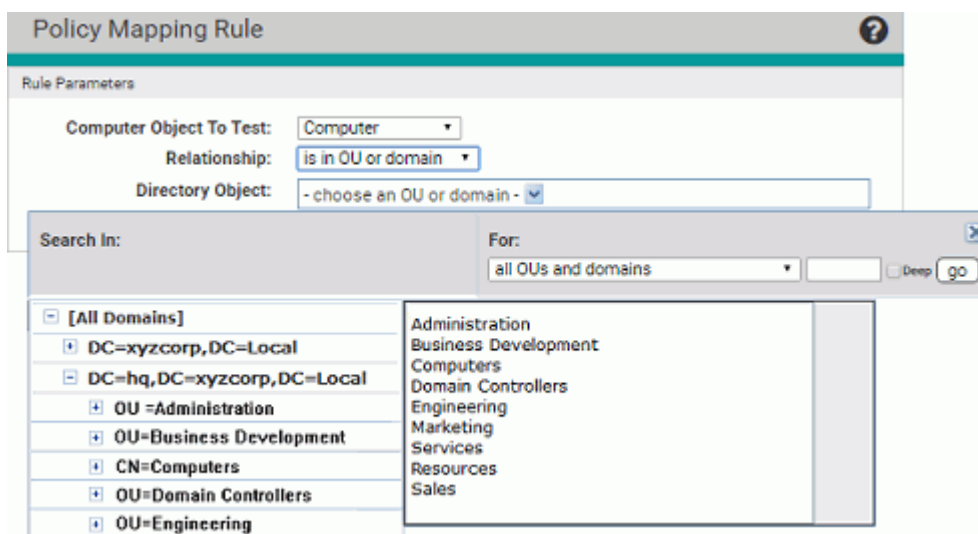 Policy Mapping Rule ?
Rule Parameters
Computer Object To Test: Computer
Relationship: is in OU or domain
Directory Object: - choose an OU or domain -
Search In:
For:
all OUs and domains Deep go
[All Domains]
DC=xyzcorp,DC=Local
DC=hq,DC=xyzcorp,DC=Local
OU =Administration
OU=Business Development
CN=Computers
OU=Domain Controllers
OU=Engineering
Administration
Business Development
Computers
Domain Controllers
Engineering
Marketing
Services
Resources
Sales